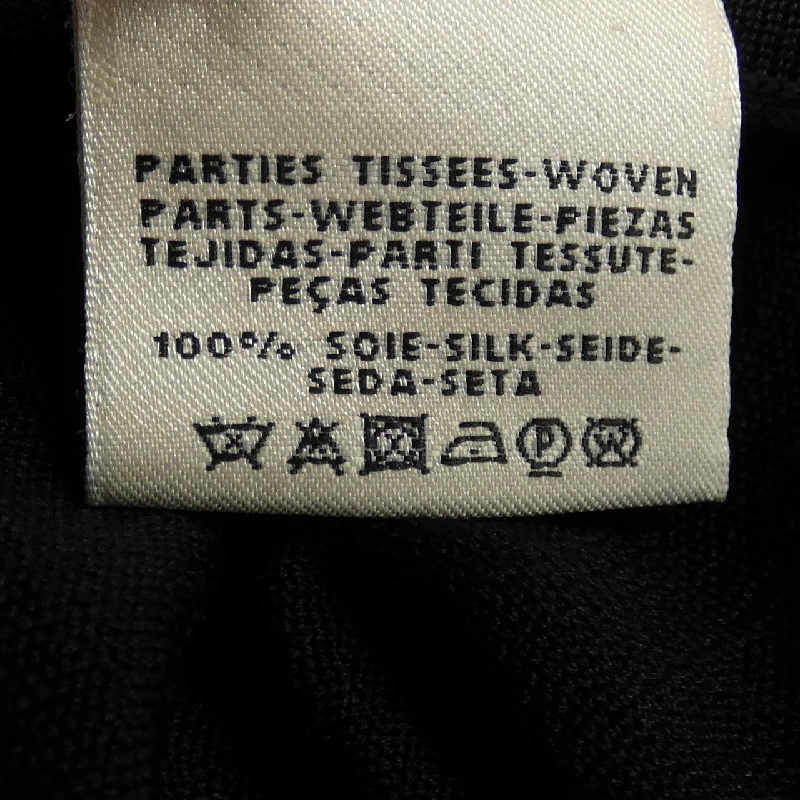 PARTIES TISSEES-WOVEN
PARTS-WEBTEILE-PIEZAS
TEJIDAS-PARTI TESSUTE-
PEÇAS TECIDAS
100% SOIE-SILK-SEIDE-
SEDA-SETA
P W